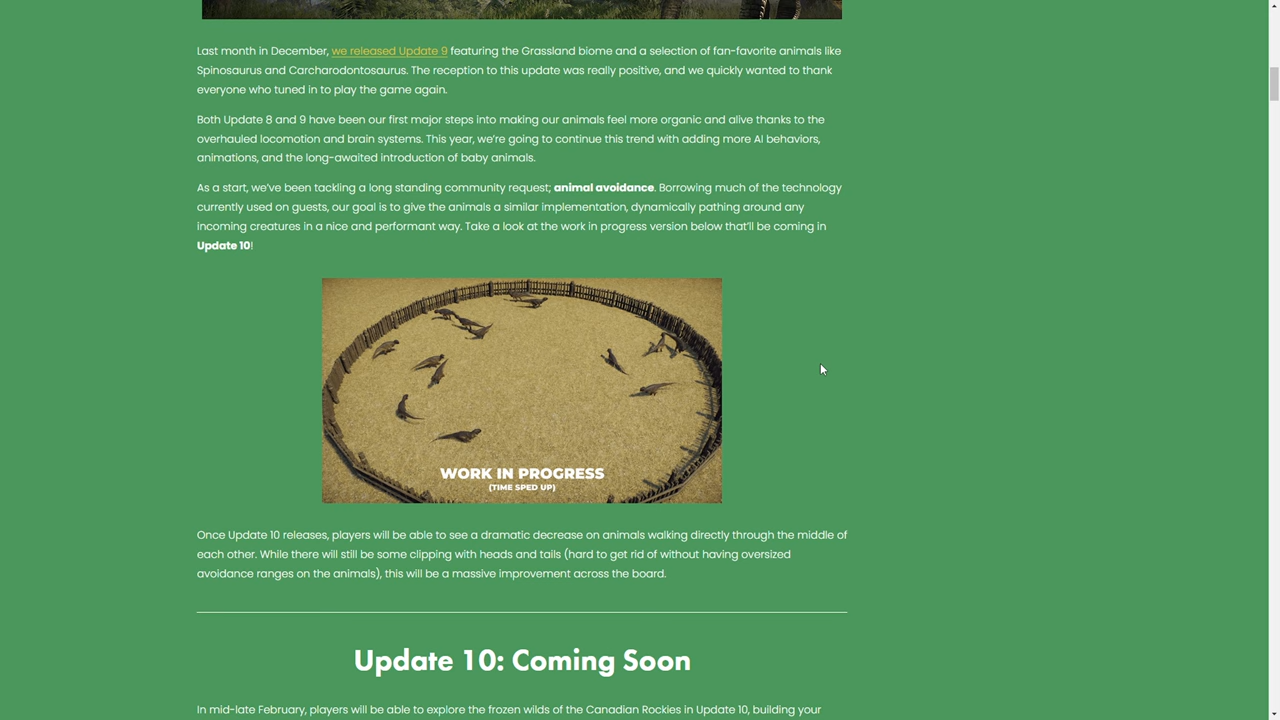 Last month in December, we released Update 9 featuring the Grassland biome and a selection of fan-favorite animals like
Spinosaurus and Carcharodontosaurus. The reception to this update was really positive, and we quickly wanted to thank
everyone who tuned in to play the game again.
Both Update 8 and 9 have been our first major steps into making our animals feel more organic and alive thanks to the
overhauled locomotion and brain systems. This year, we're going to continue this trend with adding more AI behaviors,
animations, and the long-awaited introduction of baby animals.
As a start, we've been tackling a long standing community request; animal avoidance. Borrowing much of the technology
currently used on guests, our goal is to give the animals a similar implementation, dynamically pathing around any
incoming creatures in a nice and performant way. Take a look at the work in progress version below that'll be coming in
Update 10!
WORK IN PROGRESS
(TIME SPED UP)
Once Update 10 releases, players will be able to see a dramatic decrease on animals walking directly through the middle of
each other. While there will still be some clipping with heads and tails (hard to get rid of without having oversized
avoidance ranges on the animals), this will be a massive improvement across the board.
Update 10: Coming Soon
In mid-late February, players will be able to explore the frozen wilds of the Canadian Rockies in Update 10, building your